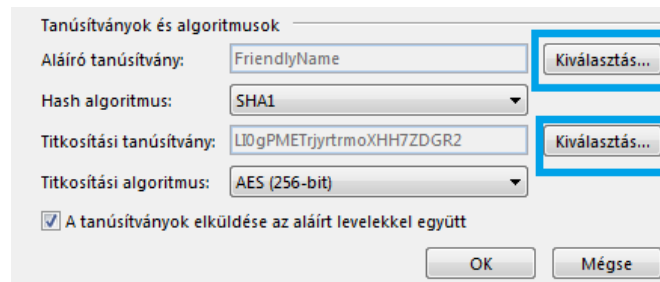 Tanúsítványok és algoritmusok
Aláíró tanúsítvány: FriendlyName Kiválasztás...
Hash algoritmus: SHA1
Titkosítási tanúsítvány: LI0gPMETrjyrtrmoXHH7ZDGR2 Kiválasztás...
Titkosítási algoritmus: AES (256-bit)
A tanúsítványok elküldése az aláírt levelekkel együtt
OK Mégse